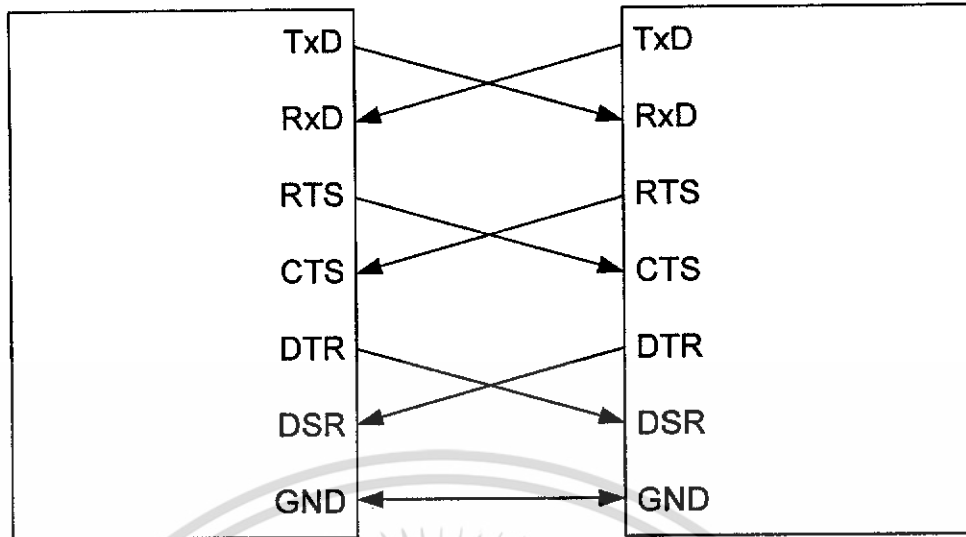 TxD TxD
RxD RxD
RTS RTS
CTS CTS
DTR DTR
DSR DSR
GND GND